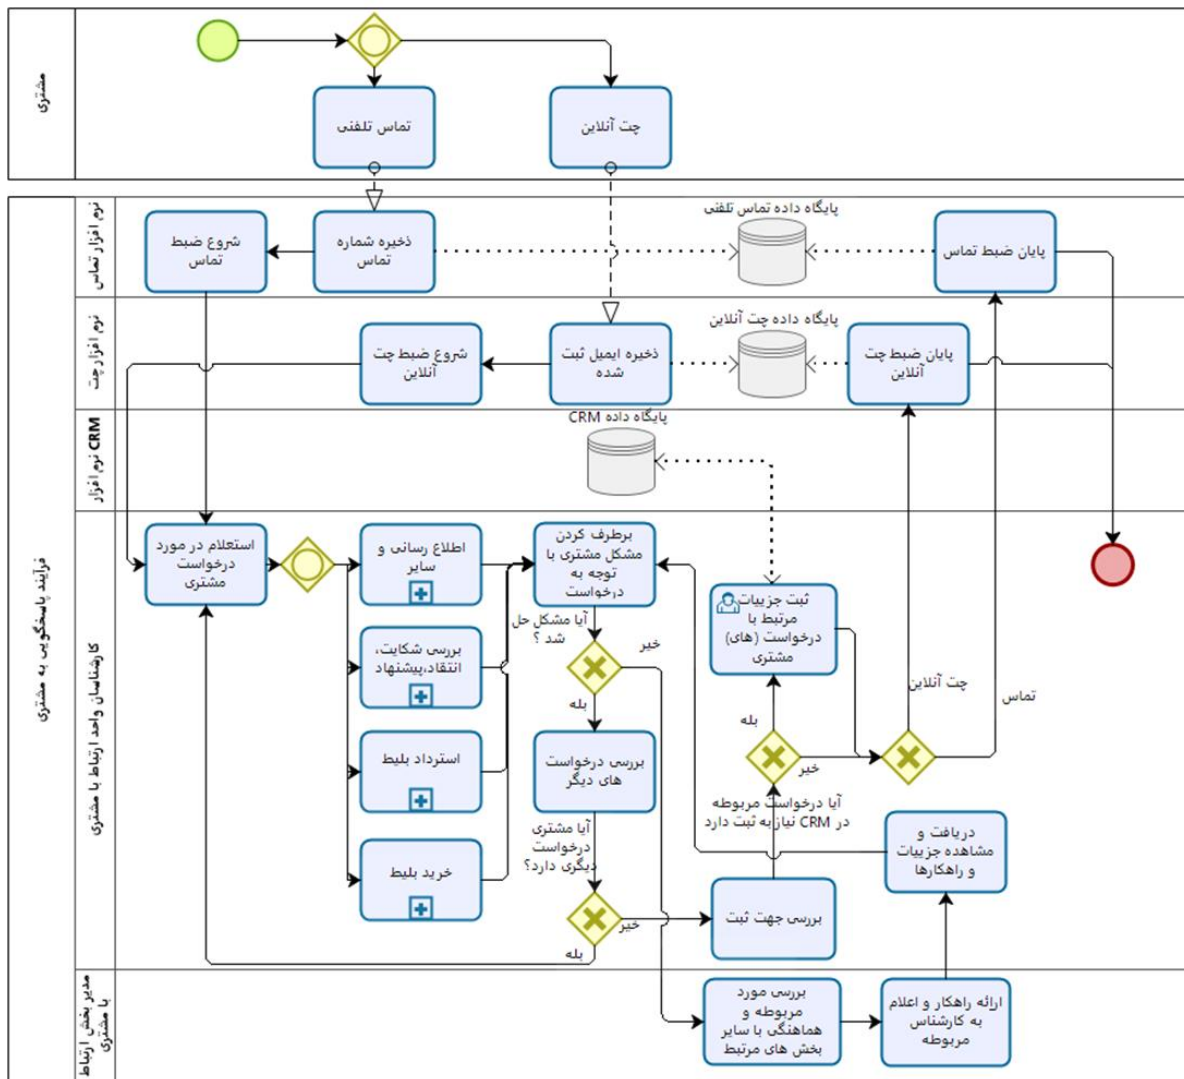 مشتری
تماس تلفنی
چت آنلاین
فرآیند پاسخگویی به مشتری
نرم افزار تماس
شروع ضبط
تماس
ذخیره شماره
تماس
پایگاه داده تماس تلفنی
پایان ضبط تماس
نرم افزار چت
شروع ضبط چت
آنلاین
ذخیره ایمیل ثبت
شده
پایگاه داده چت آنلاین
پایان ضبط چت
آنلاین
نرم افزار CRM
پایگاه داده CRM
کارشناسان واحد ارتباط با مشتری
استعلام در مورد
درخواست
مشتری
اطلاع رسانی و
سایر
بررسی شکایت،
انتقاد،پیشنهاد
استرداد بلیط
خرید بلیط
برطرف کردن
مشکل مشتری با
توجه به
درخواست
آیا مشکل حل
شد ؟
خیر
بله
بررسی درخواست
های دیگر
آیا مشتری
درخواست
دیگری دارد؟
خیر
بله
ثبت جزییات
مرتبط با
درخواست (های)
مشتری
بله
خیر
آیا درخواست مربوطه
در CRM نیاز به ثبت دارد
بررسی جهت ثبت
چت آنلاین
تماس
دریافت و
مشاهده جزییات
و راهکارها
مدیر بخش ارتباط
با مشتری
بررسی مورد
مربوطه و
هماهنگی با سایر
بخش های مرتبط
ارائه راهکار و اعلام
به کارشناس
مربوطه